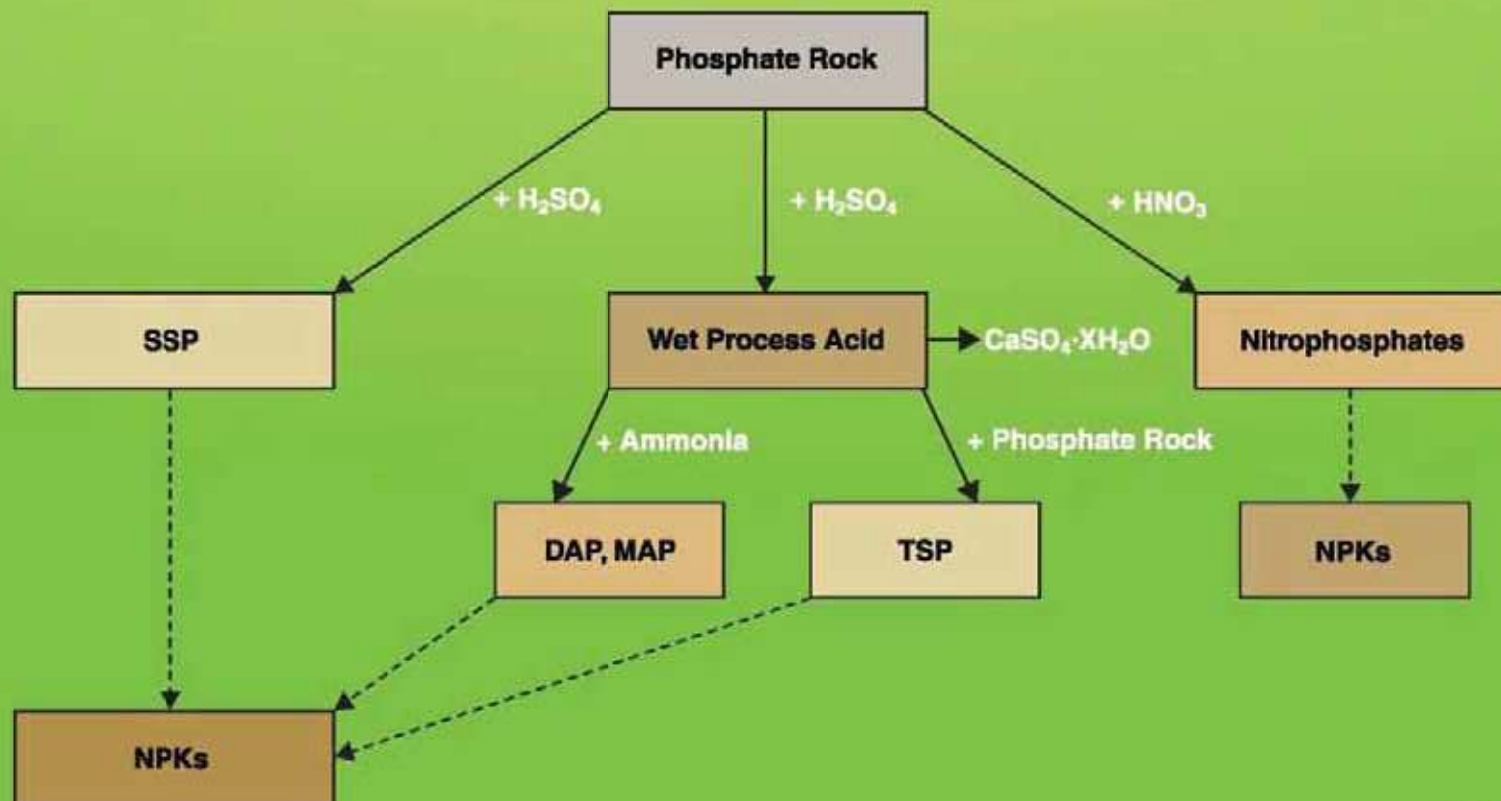 Phosphate Rock
+ H₂SO₄
+ H₂SO₄
+ HNO₃
SSP
Wet Process Acid
CaSO₄·XH₂O
Nitrophosphates
+ Ammonia
+ Phosphate Rock
DAP, MAP
TSP
NPKs
NPKs